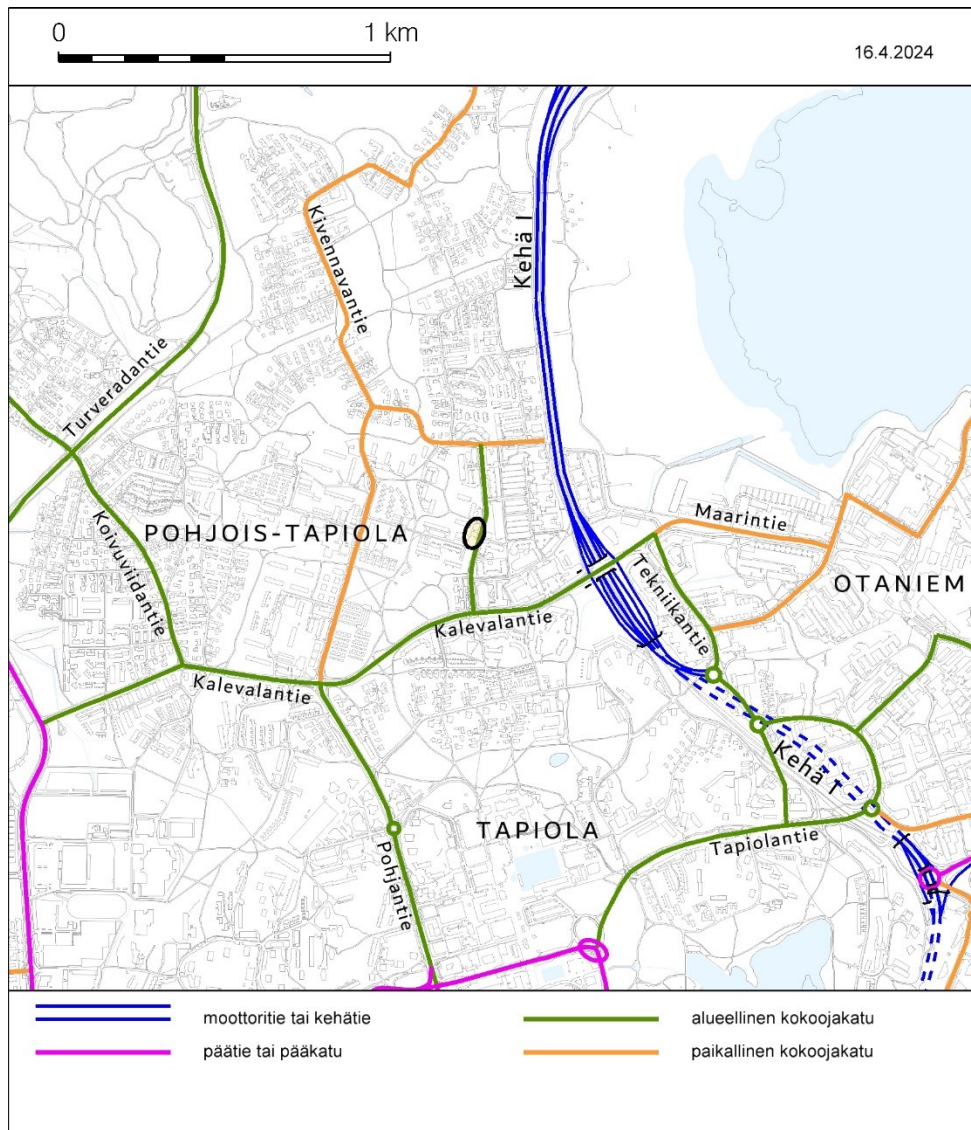 0 1 km
16.4.2024
Kehä I
Kivennavantie
Turveradantie
Koivuviidantie
POHJOIS-TAPIOLA
Maarintie
Tekniikantie
OTANIEM
Kalevalantie
Kalevalantie
Kehä I
TAPIOLA
Tapiolantie
Pohjantie
moottoritie tai kehätie
alueellinen kokoojakatu
päätie tai pääkatu
paikallinen kokoojakatu